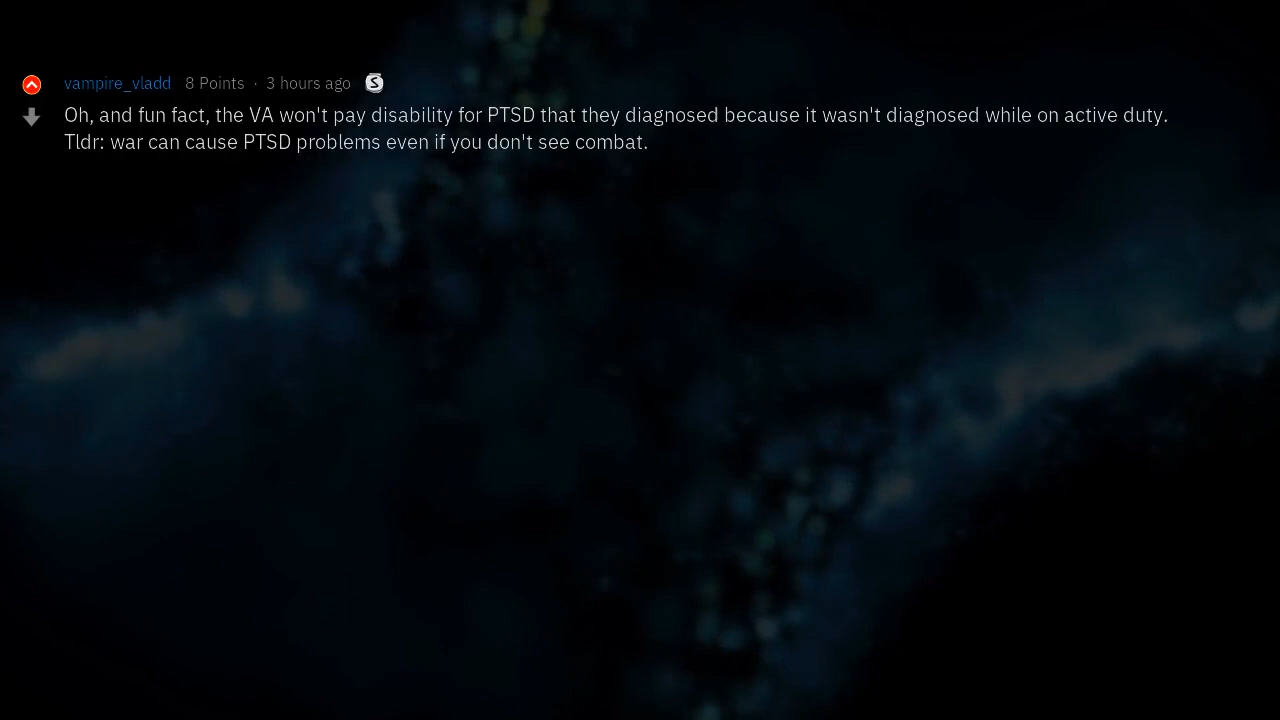 vampire_vladd 8 Points · 3 hours ago S
Oh, and fun fact, the VA won't pay disability for PTSD that they diagnosed because it wasn't diagnosed while on active duty.
Tldr: war can cause PTSD problems even if you don't see combat.